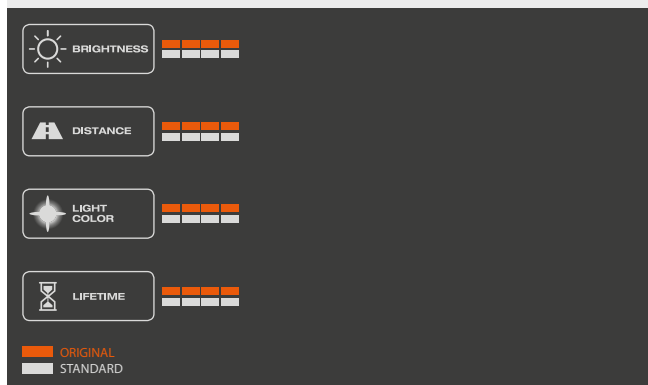 BRIGHTNESS
DISTANCE
LIGHT
COLOR
LIFETIME
ORIGINAL
STANDARD